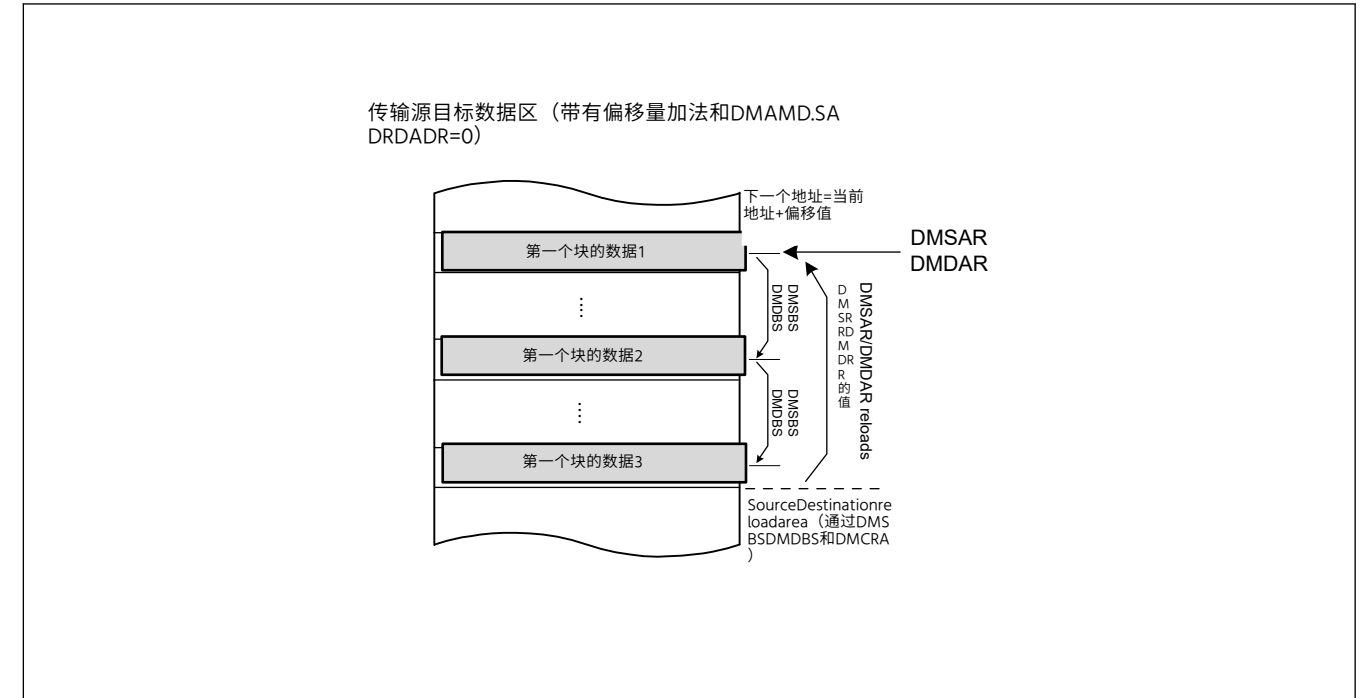 传输源目标数据区（带有偏移量加法和DMAMD.SA
DRDADR=0）
下一个地址=当前
地址+偏移值
DMSAR
DMDAR
第一个块的数据1
DMSBS
DMDBS
⋮
第一个块的数据2
DMSBS
DMDBS
⋮
第一个块的数据3
DMSAR/DMDAR reloads
D
M
SR
RD
M
DR
R
的
值
SourceDestinationre
loadarea（通过DMS
BSDMDBS和DMCRA
）